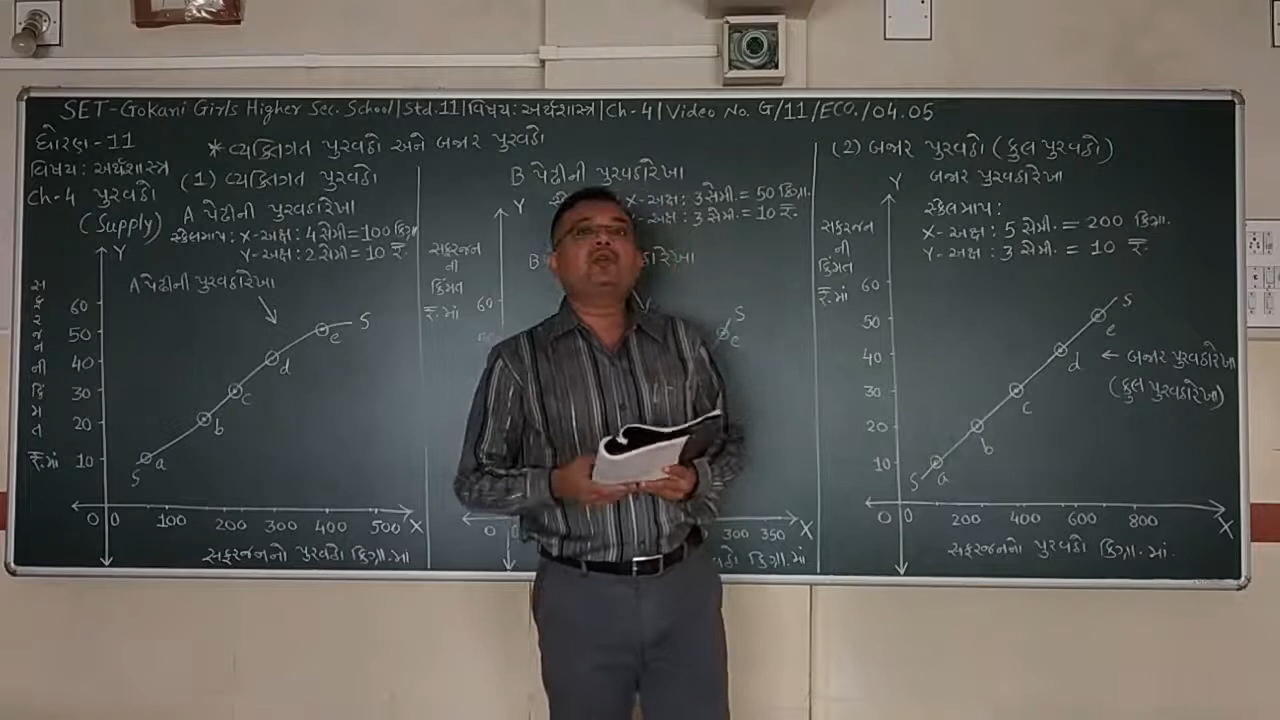 SET-Gokani Girls Higher Sec. School|Std.11|વિષય: અર્થશાસ્ત્ર|Ch-4|Video No. G/11/ECO./04.05
ધોરણ-11
વિષય: અર્થશાસ્ત્ર
Ch-4 પુરવઠો
(Supply)
* વ્યક્તિગત પુરવઠો અને બજાર પુરવઠો
(1) વ્યક્તિગત પુરવઠો
A પેઢીની પુરવઠારેખા
સ્કેલમાપ: X-અક્ષ: 4 સેમી = 100 કિગ્રા.
Y-અક્ષ: 2 સેમી = 10 ₹.
Y
A પેઢીની પુરવઠારેખા
સફરજનની કિંમત ₹.માં
60
50
40
30
20
10
S a b c d e S
0 0 100 200 300 400 500 X
સફરજનનો પુરવઠો કિગ્રા.માં
B પેઢીની પુરવઠારેખા
X-અક્ષ: 3 સેમી. = 50 કિગ્રા.
-અક્ષ: 3 સેમી. = 10 ₹.
Y
B
સફરજન
ની
કિંમત
₹.માં
60
S
e
0 300 350 X
(2) બજાર પુરવઠો (કુલ પુરવઠો)
બજાર પુરવઠારેખા
સ્કેલમાપ:
X-અક્ષ: 5 સેમી. = 200 કિગ્રા.
Y-અક્ષ: 3 સેમી. = 10 ₹.
Y
સફરજન
ની
કિંમત
₹.માં
60
50
40
30
20
10
S a b c d e S
← બજાર પુરવઠારેખા
(કુલ પુરવઠારેખા)
0 0 200 400 600 800 X
સફરજનનો પુરવઠો કિગ્રા.માં.